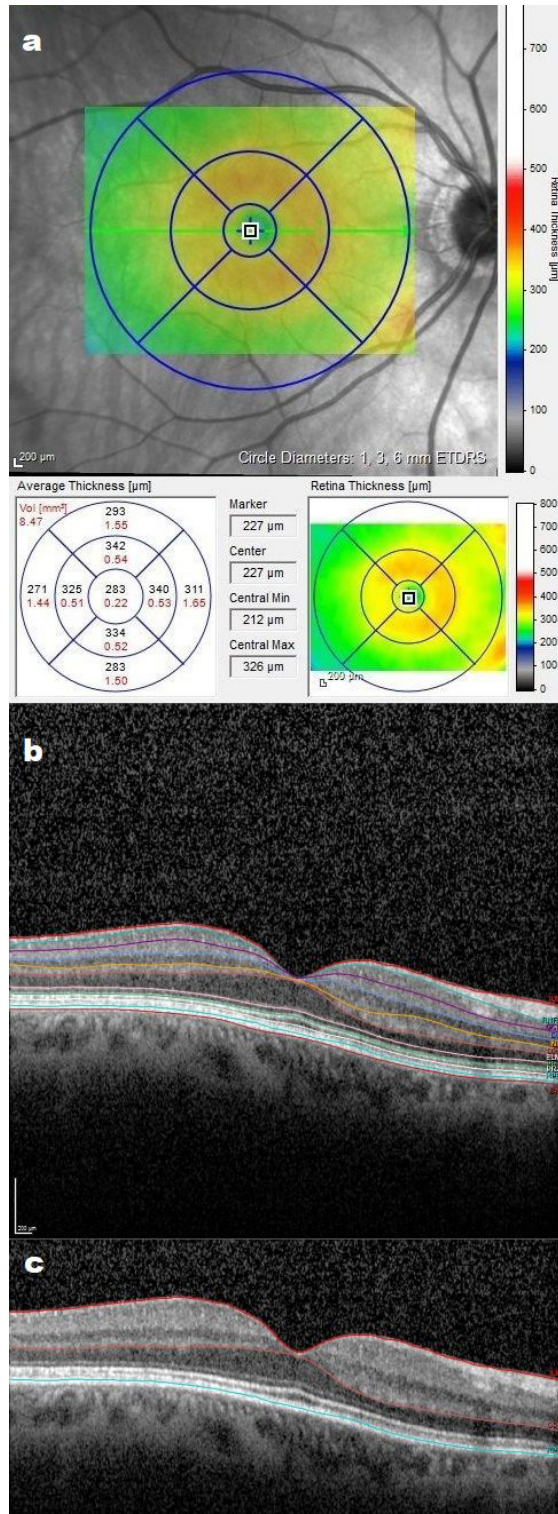 a
700
600
500
400
300
200
100
0
Retina Thickness [µm]
200 µm
Circle Diameters: 1, 3, 6 mm ETDRS
Average Thickness [µm]
Vol [mm³]
8.47
293
1.55
342
0.54
271
1.44
325
0.51
283
0.22
340
0.53
311
1.65
334
0.52
283
1.50
Marker
227 µm
Center
227 µm
Central Min
212 µm
Central Max
326 µm
Retina Thickness [µm]
200 µm
800
700
600
500
400
300
200
100
0
b
200 µm
c